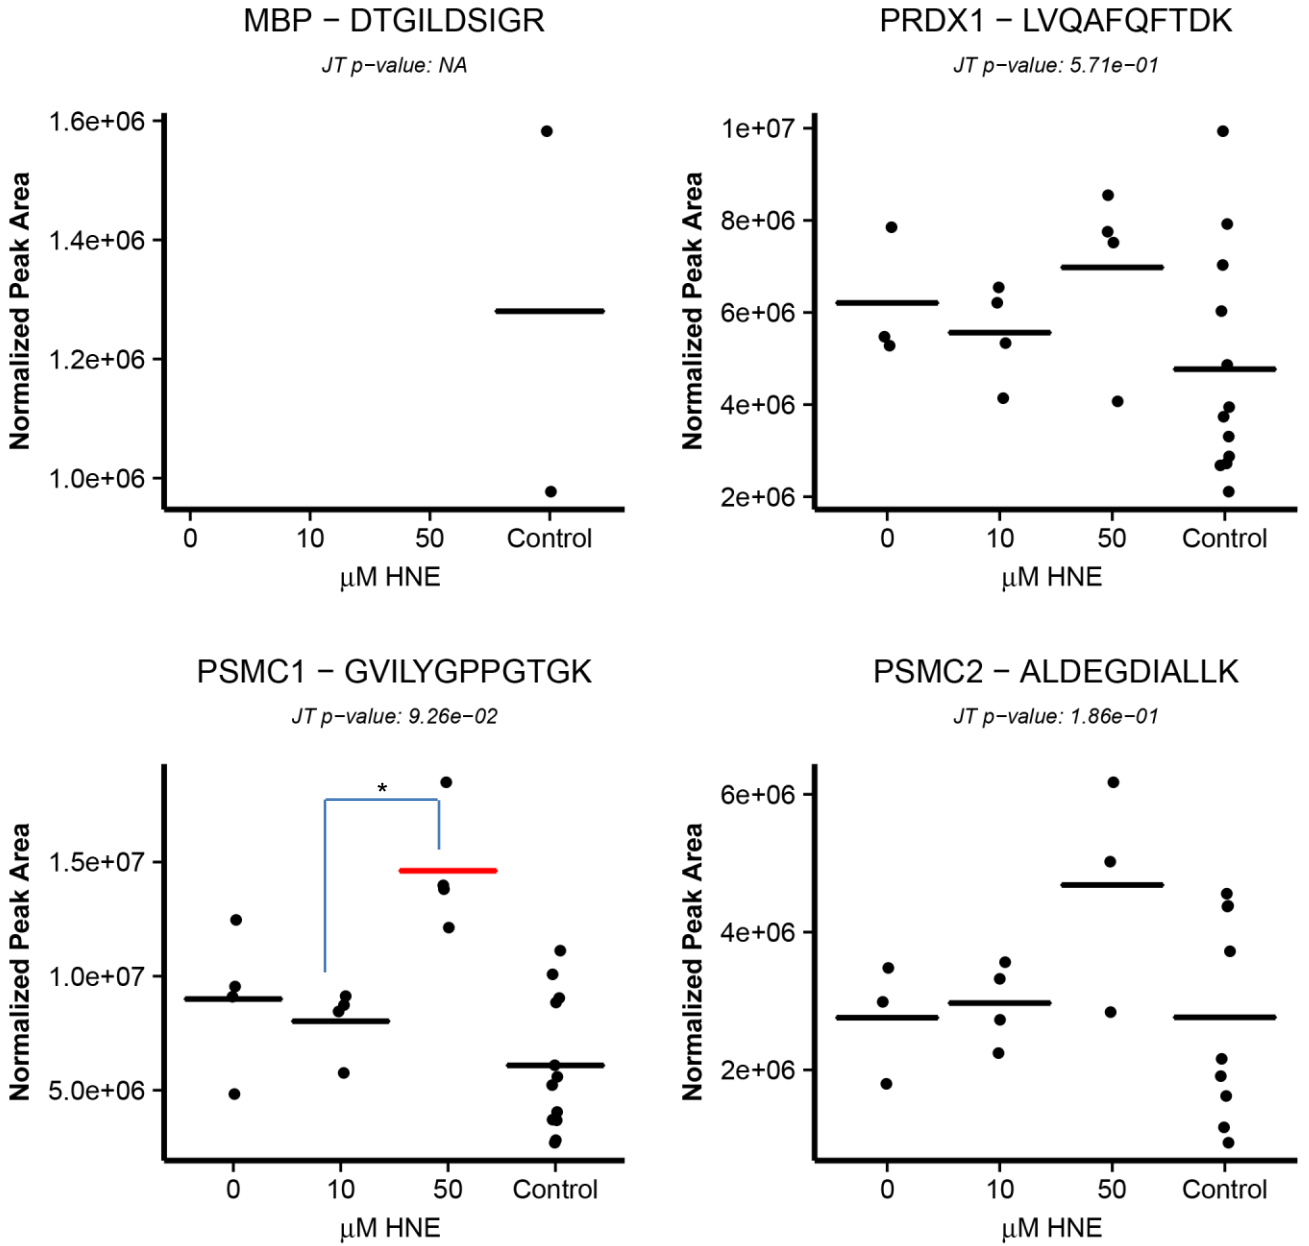 MBP − DTGILDSIGR
JT p−value: NA
Normalized Peak Area
1.6e+06
1.4e+06
1.2e+06
1.0e+06
0 10 50 Control
μM HNE
PRDX1 − LVQAFQFTDK
JT p−value: 5.71e−01
Normalized Peak Area
1e+07
8e+06
6e+06
4e+06
2e+06
0 10 50 Control
μM HNE
PSMC1 − GVILYGPPGTGK
JT p−value: 9.26e−02
*
Normalized Peak Area
1.5e+07
1.0e+07
5.0e+06
0 10 50 Control
μM HNE
PSMC2 − ALDEGDIALLK
JT p−value: 1.86e−01
Normalized Peak Area
6e+06
4e+06
2e+06
0 10 50 Control
μM HNE